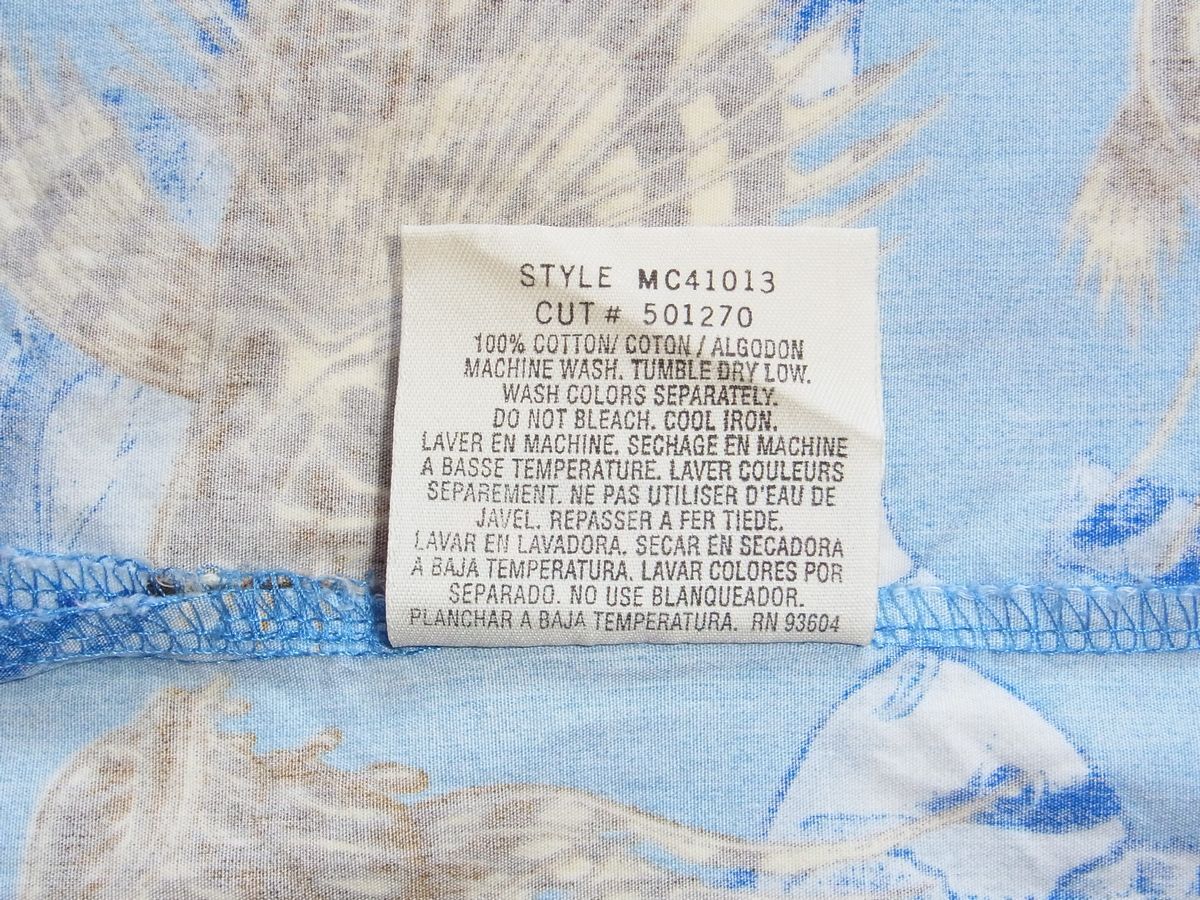 STYLE MC41013
CUT # 501270
100% COTTON/ COTON / ALGODON
MACHINE WASH. TUMBLE DRY LOW.
WASH COLORS SEPARATELY.
DO NOT BLEACH. COOL IRON.
LAVER EN MACHINE. SECHAGE EN MACHINE
A BASSE TEMPERATURE. LAVER COULEURS
SEPAREMENT. NE PAS UTILISER D'EAU DE
JAVEL. REPASSER A FER TIEDE.
LAVAR EN LAVADORA. SECAR EN SECADORA
A BAJA TEMPERATURA. LAVAR COLORES POR
SEPARADO. NO USE BLANQUEADOR.
PLANCHAR A BAJA TEMPERATURA. RN 93604